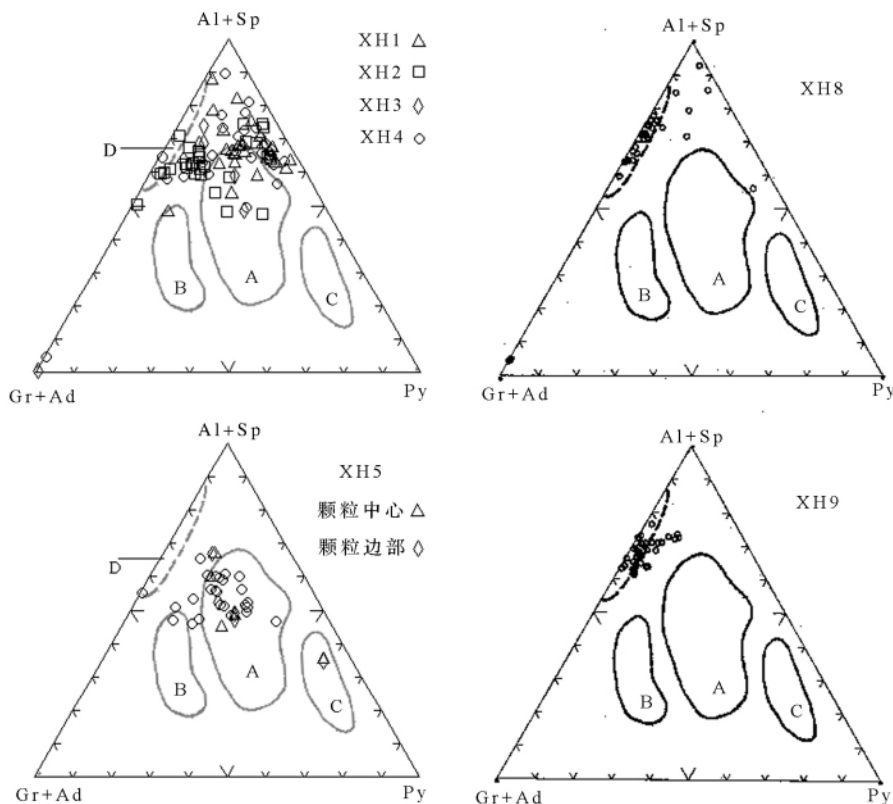 Al+Sp
XH1 △
XH2 □
XH3 ◇
XH4 ○
D
B
A
C
Gr+Ad
Py
Al+Sp
XH8
B
A
C
Gr+Ad
Py
Al+Sp
XH5
颗粒中心 △
颗粒边部 ◇
D
B
A
C
Gr+Ad
Py
Al+Sp
XH9
B
A
C
Gr+Ad
Py